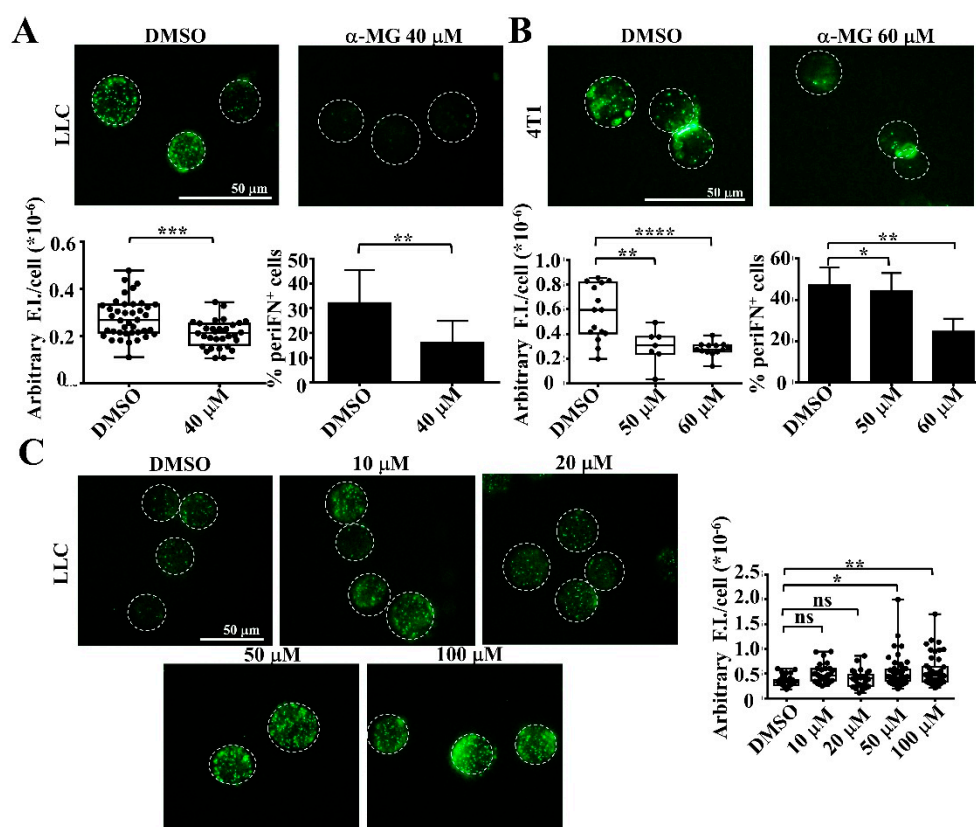 A
DMSO
α-MG 40 μM
LLC
50 μm
Arbitrary F.I./cell (*10⁻⁶)
***
0.6
0.4
0.2
0
DMSO
40 μM
% periFN⁺ cells
**
50
40
30
20
10
0
DMSO
40 μM
B
DMSO
α-MG 60 μM
4T1
50 μm
Arbitrary F.I./cell (*10⁻⁶)
****
**
1.0
0.8
0.6
0.4
0.2
0
DMSO
50 μM
60 μM
% periFN⁺ cells
**
*
60
40
20
0
DMSO
50 μM
60 μM
C
DMSO
10 μM
20 μM
LLC
50 μm
50 μM
100 μM
Arbitrary F.I./cell (*10⁻⁶)
**
*
ns
ns
2.5
2.0
1.5
1.0
0.5
0
DMSO
10 μM
20 μM
50 μM
100 μM